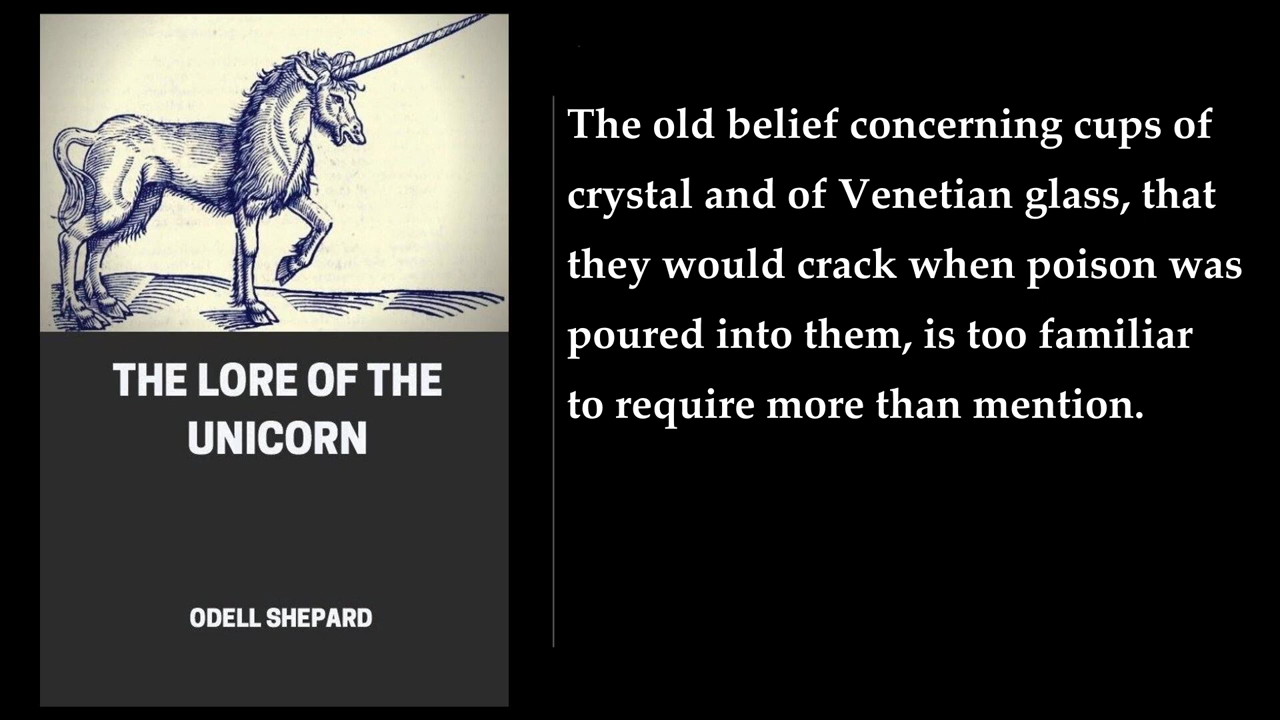 THE LORE OF THE
UNICORN
ODELL SHEPARD
The old belief concerning cups of
crystal and of Venetian glass, that
they would crack when poison was
poured into them, is too familiar
to require more than mention.